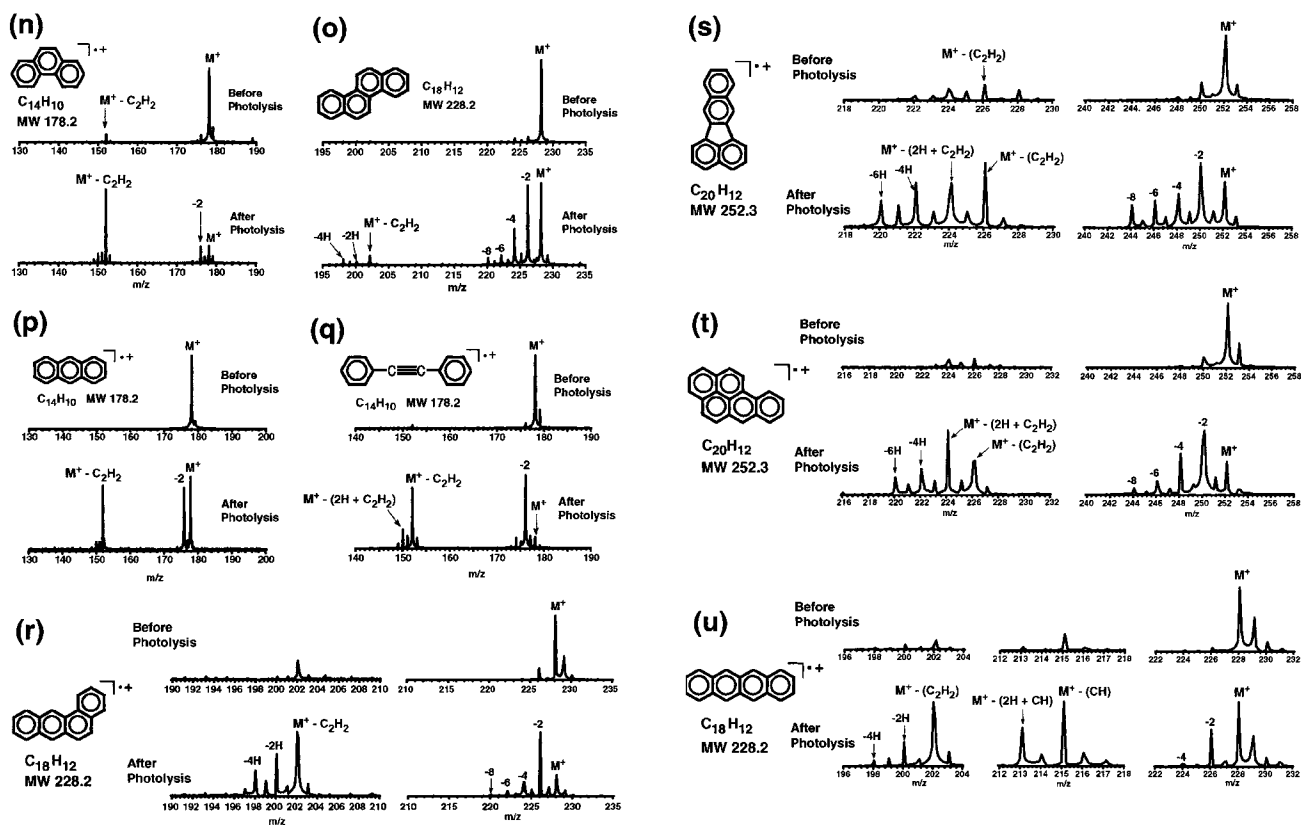 (n)
C14H10
MW 178.2
M+ - C2H2
M+
Before
Photolysis
130 140 150 160 170 180 190
M+ - C2H2
-2
M+
After
Photolysis
130 140 150 160 170 180 190
m/z
(o)
C18H12
MW 228.2
M+
Before
Photolysis
195 200 205 210 215 220 225 230 235
-4H
-2H
M+ - C2H2
-8
-6
-4
-2
M+
After
Photolysis
195 200 205 210 215 220 225 230 235
m/z
(p)
C14H10 MW 178.2
M+
Before
Photolysis
130 140 150 160 170 180 190 200
M+ - C2H2
-2
M+
After
Photolysis
130 140 150 160 170 180 190 200
m/z
(q)
C C
C14H10 MW 178.2
M+
Before
Photolysis
140 150 160 170 180 190
M+ - (2H + C2H2)
M+ - C2H2
-2
M+
After
Photolysis
140 150 160 170 180 190
m/z
(r)
C18H12
MW 228.2
Before
Photolysis
M+
190 192 194 196 198 200 202 204 206 208 210
210 215 220 225 230 235
After
Photolysis
-4H
-2H
M+ - C2H2
-8
-6
-4
-2
M+
190 192 194 196 198 200 202 204 206 208 210
m/z
210 215 220 225 230 235
m/z
(s)
C20H12
MW 252.3
Before
Photolysis
M+ - (C2H2)
M+
218 220 222 224 226 228 230
240 242 244 246 248 250 252 254 256 258
After
Photolysis
-6H
-4H
M+ - (2H + C2H2)
M+ - (C2H2)
-8
-6
-4
-2
M+
218 220 222 224 226 228 230
m/z
240 242 244 246 248 250 252 254 256 258
m/z
(t)
C20H12
MW 252.3
Before
Photolysis
M+
216 218 220 222 224 226 228 230 232
240 242 244 246 248 250 252 254 256 258
After
Photolysis
-6H
-4H
M+ - (2H + C2H2)
M+ - (C2H2)
-8
-6
-4
-2
M+
216 218 220 222 224 226 228 230 232
m/z
240 242 244 246 248 250 252 254 256 258
m/z
(u)
C18H12
MW 228.2
Before
Photolysis
M+
196 198 200 202 204
212 213 214 215 216 217 218
222 224 226 228 230 232
After
Photolysis
-4H
-2H
M+ - (C2H2)
M+ - (2H + CH)
M+ - (CH)
-4
-2
M+
196 198 200 202 204
m/z
212 213 214 215 216 217 218
m/z
222 224 226 228 230 232
m/z